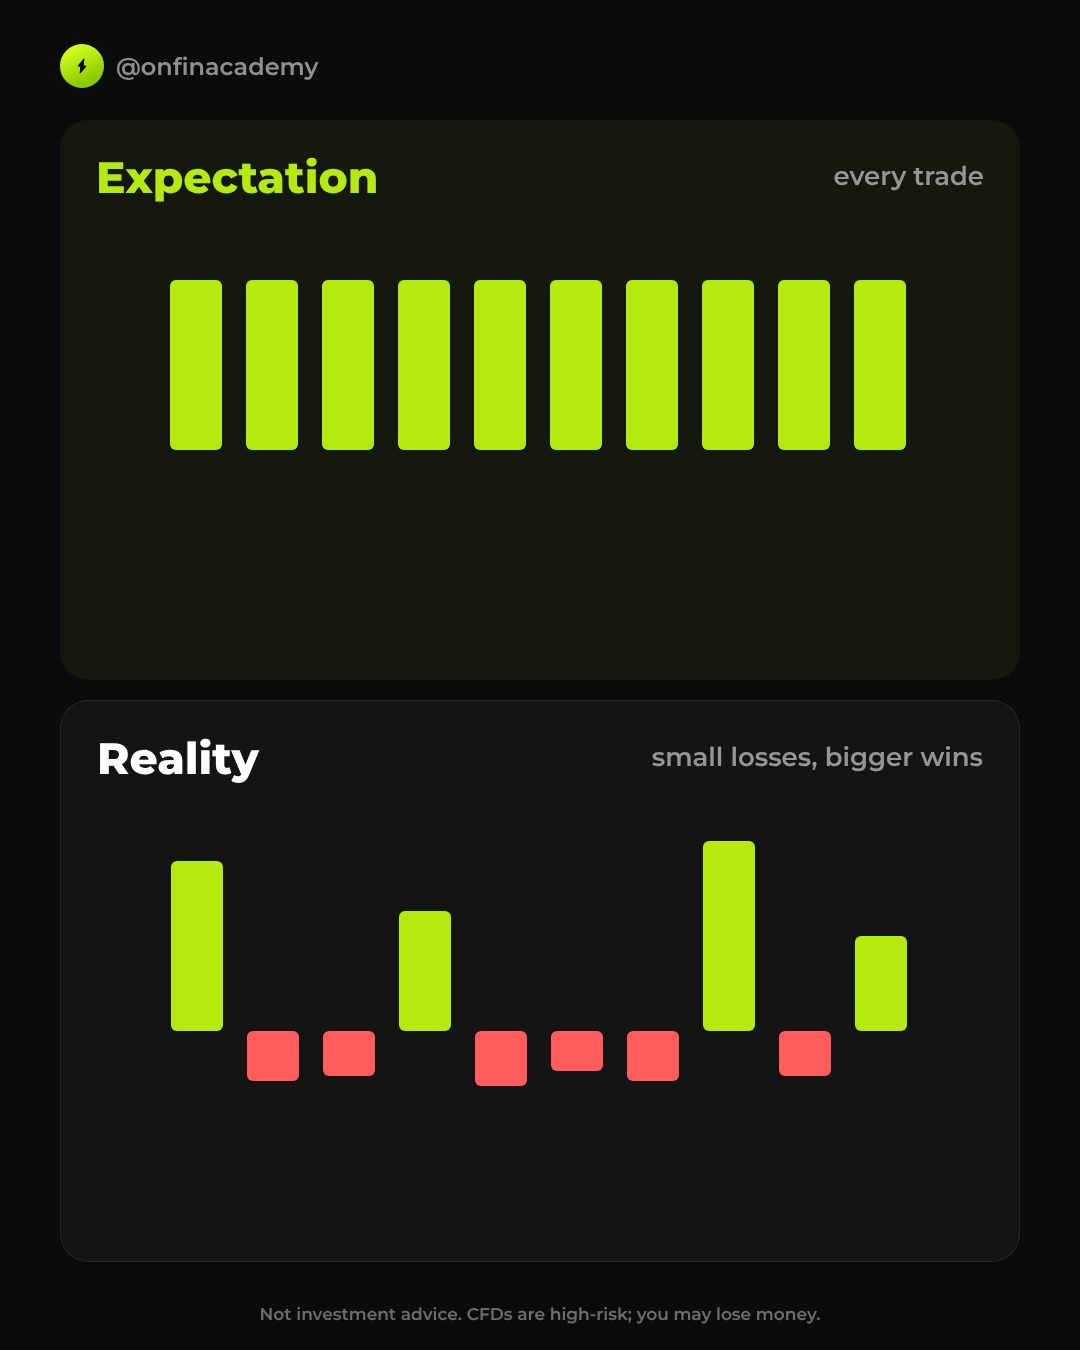 @onfinacademy
Expectation
every trade
Reality
small losses, bigger wins
Not investment advice. CFDs are high-risk; you may lose money.